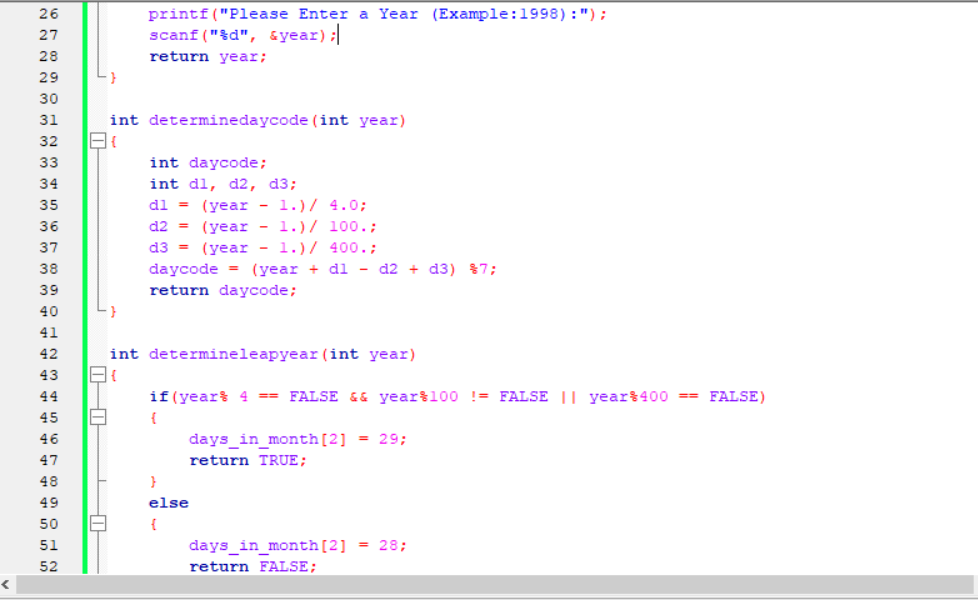 26 printf("Please Enter a Year (Example:1998):");
27 scanf("%d", &year);
28 return year;
29 }
30
31 int determinedaycode(int year)
32 {
33 int daycode;
34 int d1, d2, d3;
35 d1 = (year - 1.)/ 4.0;
36 d2 = (year - 1.)/ 100.;
37 d3 = (year - 1.)/ 400.;
38 daycode = (year + d1 - d2 + d3) %7;
39 return daycode;
40 }
41
42 int determineleapyear(int year)
43 {
44 if(year% 4 == FALSE && year%100 != FALSE || year%400 == FALSE)
45 {
46 days_in_month[2] = 29;
47 return TRUE;
48 }
49 else
50 {
51 days_in_month[2] = 28;
52 return FALSE;